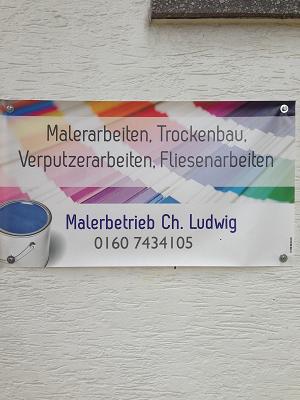 Malerarbeiten, Trockenbau,
Verputzerarbeiten, Fliesenarbeiten
Malerbetrieb Ch. Ludwig
0160 7434105